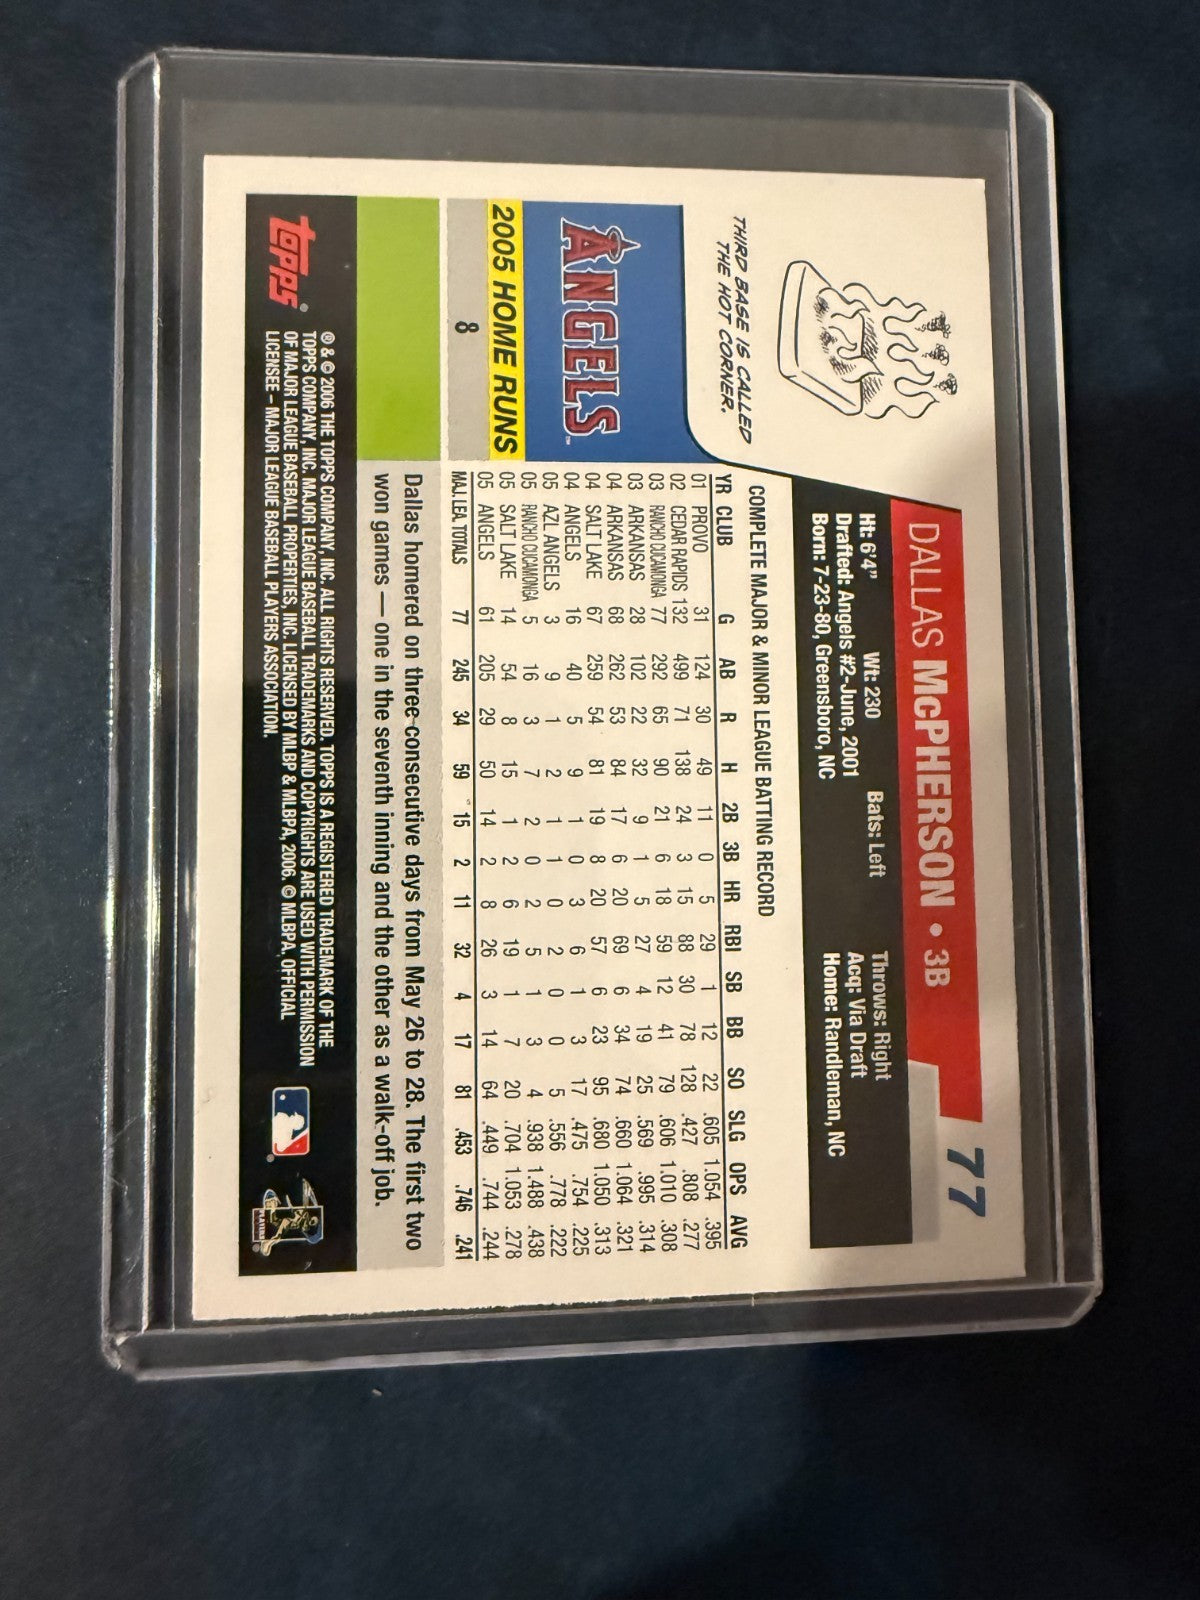 THIRD BASE IS CALLED
THE HOT CORNER.
DALLAS McPHERSON • 3B
77
Ht: 6'4" Wt: 230 Bats: Left Throws: Right
Drafted: Angels #2-June, 2001 Acq: Via Draft
Born: 7-23-80, Greensboro, NC Home: Randleman, NC
COMPLETE MAJOR & MINOR LEAGUE BATTING RECORD
YR CLUB G AB R H 2B 3B HR RBI SB BB SO SLG OPS AVG
01 PROVO 31 124 30 49 11 0 5 29 1 12 22 .605 1.054 .395
02 CEDAR RAPIDS 132 499 71 138 24 3 15 88 30 78 128 .427 .808 .277
03 RANCHO CUCAMONGA 77 292 65 90 21 6 18 59 12 41 79 .606 1.010 .308
03 ARKANSAS 28 102 22 32 9 1 5 27 4 19 25 .569 .995 .314
04 ARKANSAS 68 262 53 84 17 6 20 69 6 34 74 .660 1.064 .321
04 SALT LAKE 67 259 54 81 19 8 20 57 6 23 95 .680 1.050 .313
04 ANGELS 16 40 5 9 1 0 3 6 1 3 17 .475 .754 .225
05 AZL ANGELS 3 9 1 2 1 1 0 2 0 0 5 .556 .778 .222
05 RANCHO CUCAMONGA 5 16 3 7 2 0 2 5 1 3 4 .938 1.488 .438
05 SALT LAKE 14 54 8 15 1 2 6 19 1 7 20 .704 1.053 .278
05 ANGELS 61 205 29 50 14 2 8 26 3 14 64 .449 .744 .244
MAJ. LEA. TOTALS 77 245 34 59 15 2 11 32 4 17 81 .453 .746 .241
ANGELS™
2005 HOME RUNS
8
Dallas homered on three consecutive days from May 26 to 28. The first two
won games — one in the seventh inning and the other as a walk-off job.
Topps®
® & © 2006 THE TOPPS COMPANY, INC. ALL RIGHTS RESERVED. TOPPS IS A REGISTERED TRADEMARK OF THE
TOPPS COMPANY, INC. MAJOR LEAGUE BASEBALL TRADEMARKS AND COPYRIGHTS ARE USED WITH PERMISSION
OF MAJOR LEAGUE BASEBALL PROPERTIES, INC. LICENSED BY MLBP & MLBPA, 2006. © MLBPA, OFFICIAL
LICENSEE – MAJOR LEAGUE BASEBALL PLAYERS ASSOCIATION.
PLAYERS